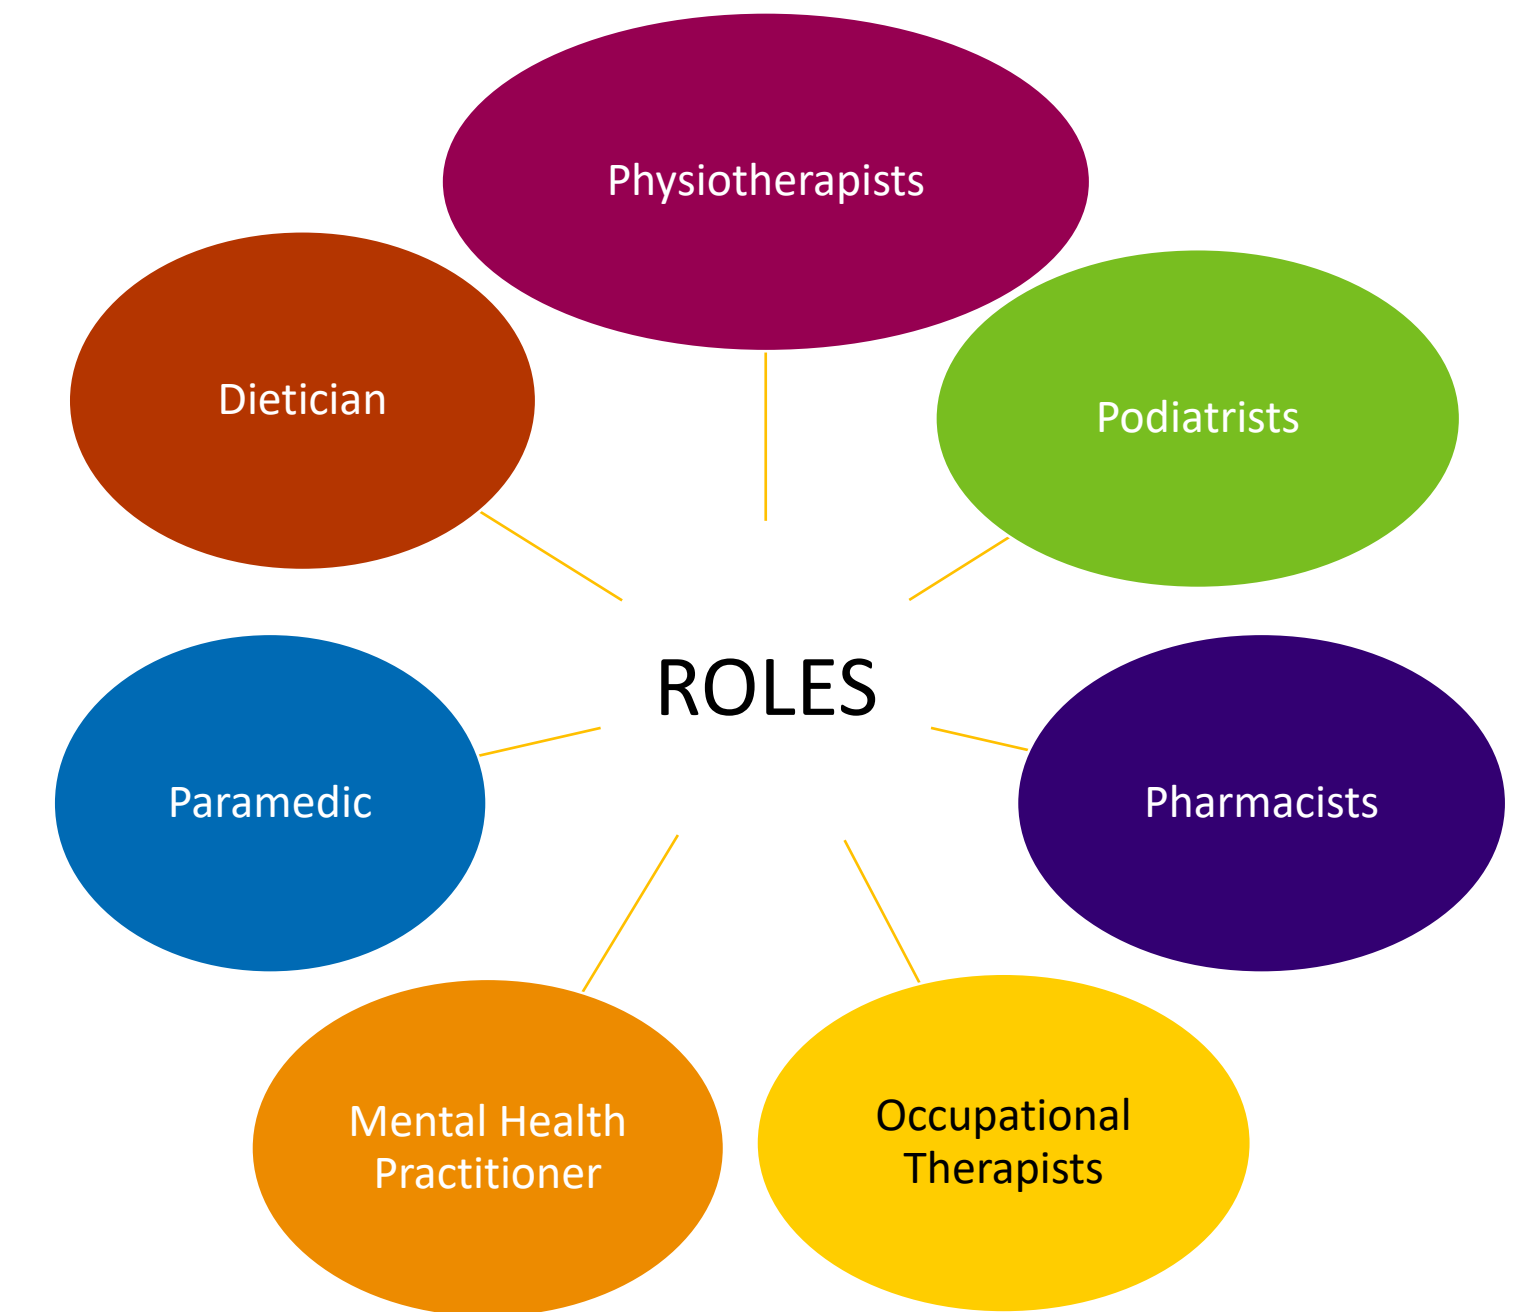 Physiotherapists
Dietician
Podiatrists
ROLES
Paramedic
Pharmacists
Mental Health
Practitioner
Occupational
Therapists